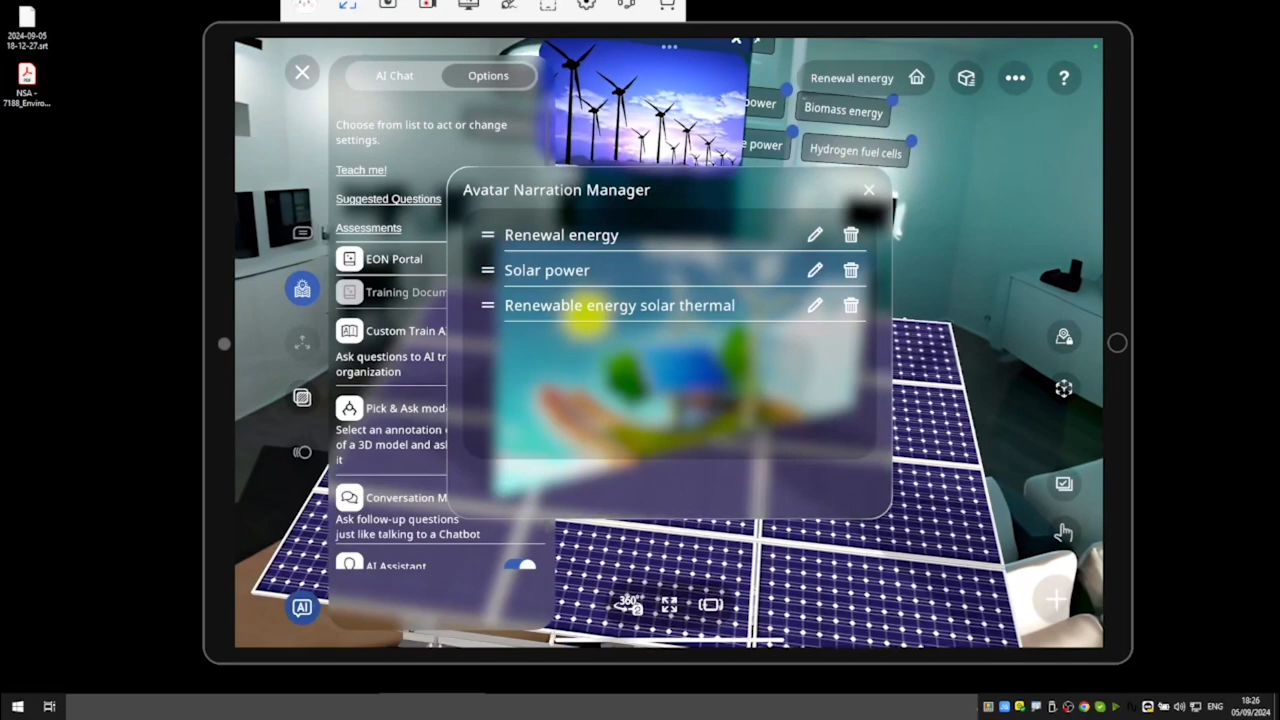 2024-09-05
18-12-27.srt
NSA -
7188_Enviro...
AI Chat
Options
Choose from list to act or change
settings.
Teach me!
Suggested Questions
Assessments
EON Portal
Training Docum
Custom Train A
Ask questions to AI tr
organization
Pick & Ask mod
Select an annotation
of a 3D model and ask
it
Conversation M
Ask follow-up questions
just like talking to a Chatbot
AI Assistant
AI
Renewal energy
?
power
Biomass energy
e power
Hydrogen fuel cells
Avatar Narration Manager
Renewal energy
Solar power
Renewable energy solar thermal
360°
ENG
18:26
05/09/2024